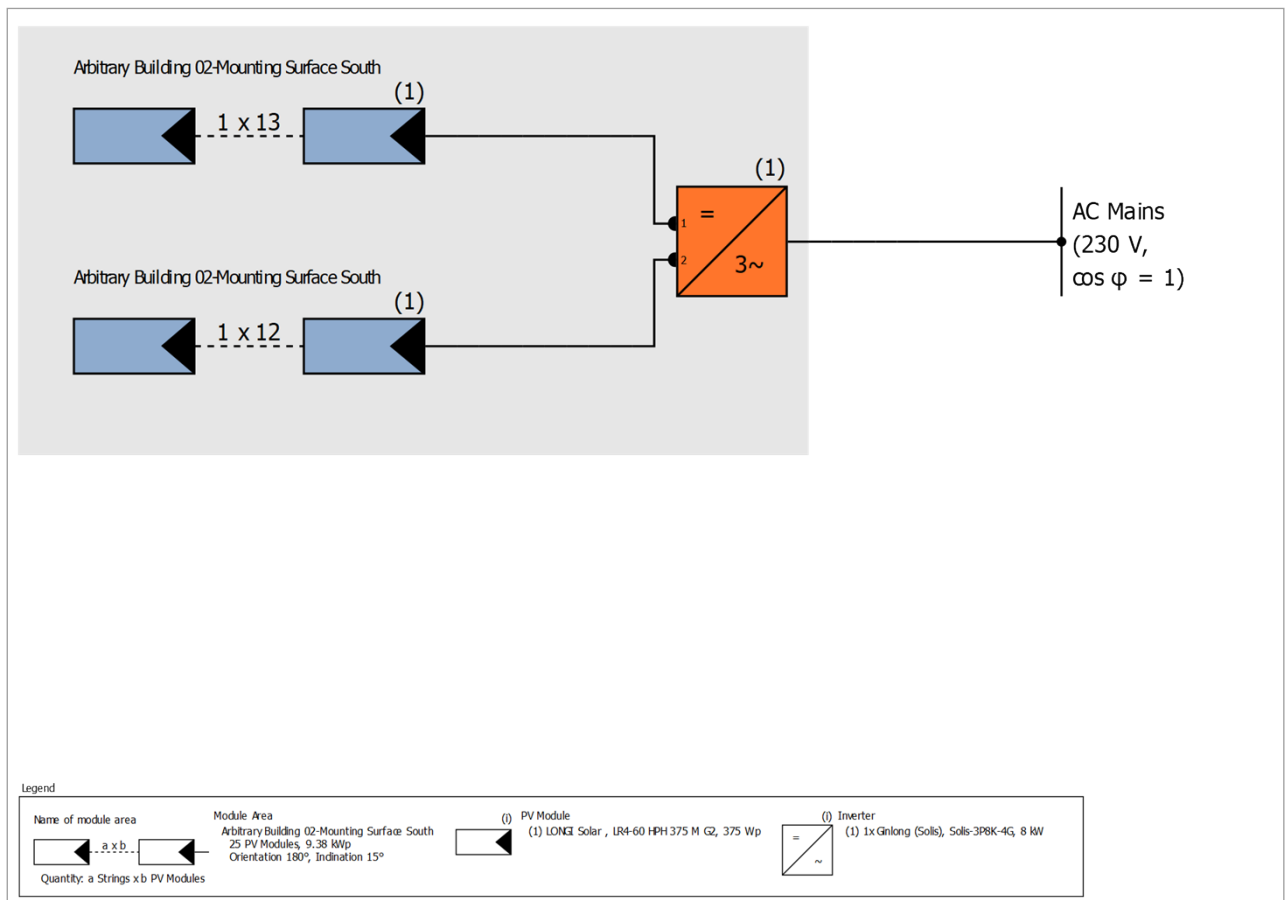 Arbitrary Building 02-Mounting Surface South
(1)
1 x 13
(1)
1
=
2
3~
AC Mains
(230 V,
cos φ = 1)
Arbitrary Building 02-Mounting Surface South
(1)
1 x 12
Legend
Name of module area
a x b
Quantity: a Strings x b PV Modules
Module Area
Arbitrary Building 02-Mounting Surface South
25 PV Modules, 9.38 kWp
Orientation 180°, Inclination 15°
(i) PV Module
(1) LONGI Solar , LR4-60 HPH 375 M G2, 375 Wp
(i) Inverter
=
~
(1) 1x Ginlong (Solis), Solis-3P8K-4G, 8 kW